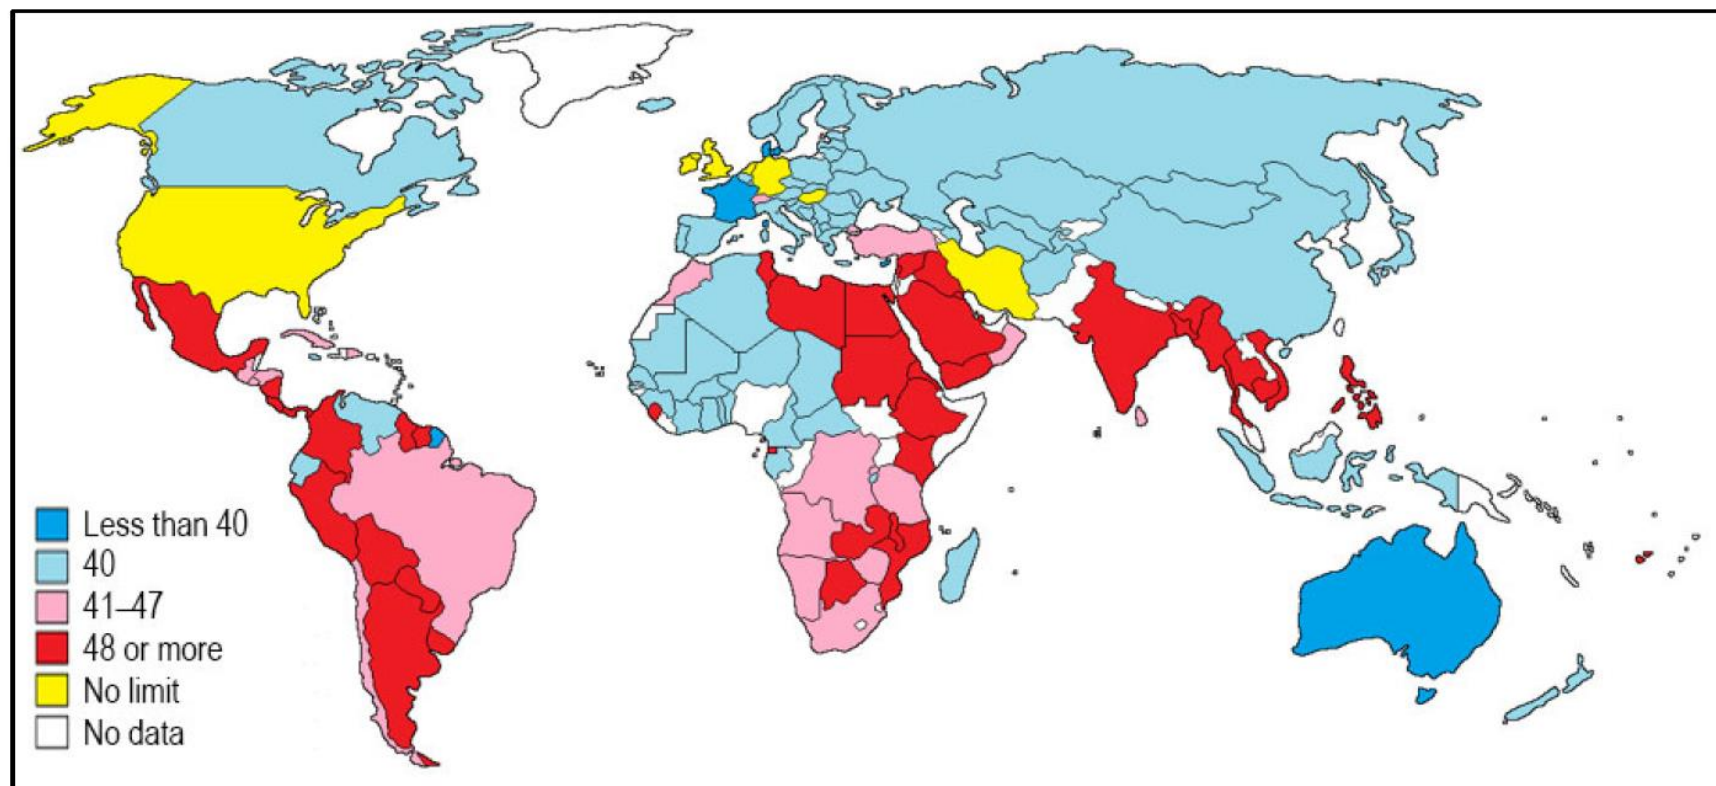 Less than 40
40
41–47
48 or more
No limit
No data